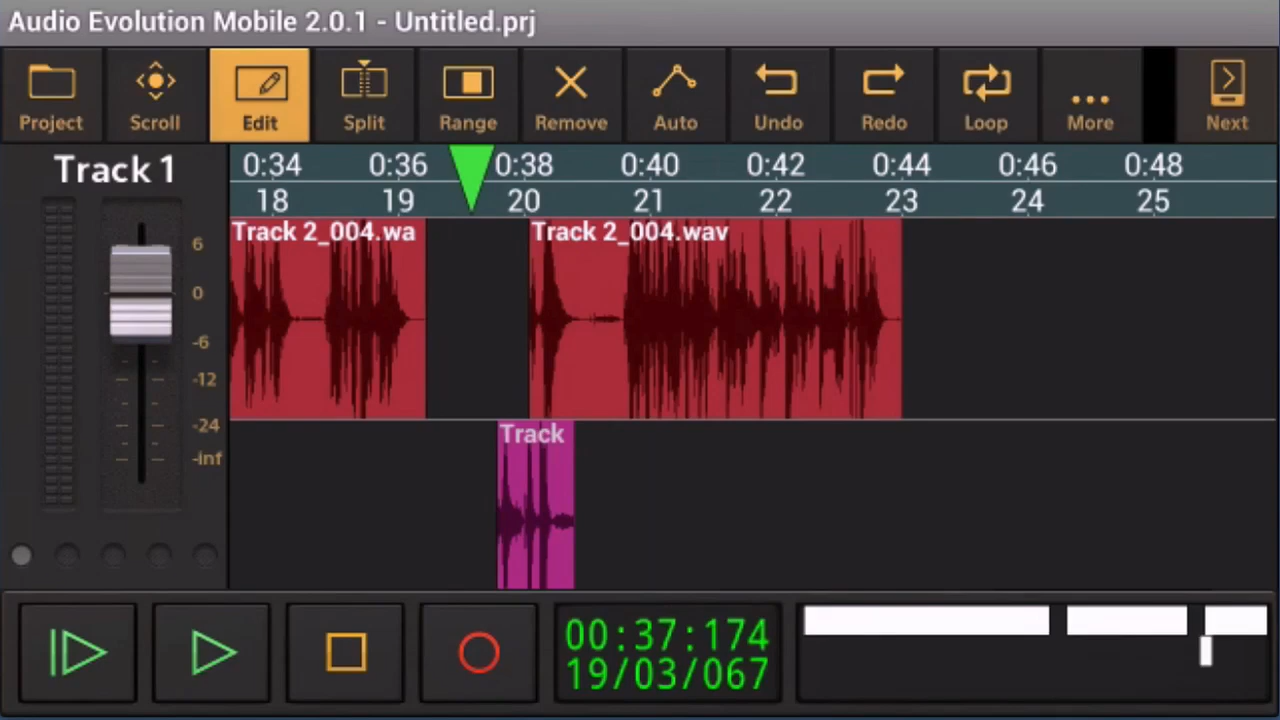 Audio Evolution Mobile 2.0.1 - Untitled.prj
Project Scroll Edit Split Range Remove Auto Undo Redo Loop More Next
Track 1
0:34 0:36 0:38 0:40 0:42 0:44 0:46 0:48
18 19 20 21 22 23 24 25
Track 2_004.wa Track 2_004.wav
6
0
-6
-12
-24
-inf
Track
00:37:174
19/03/067